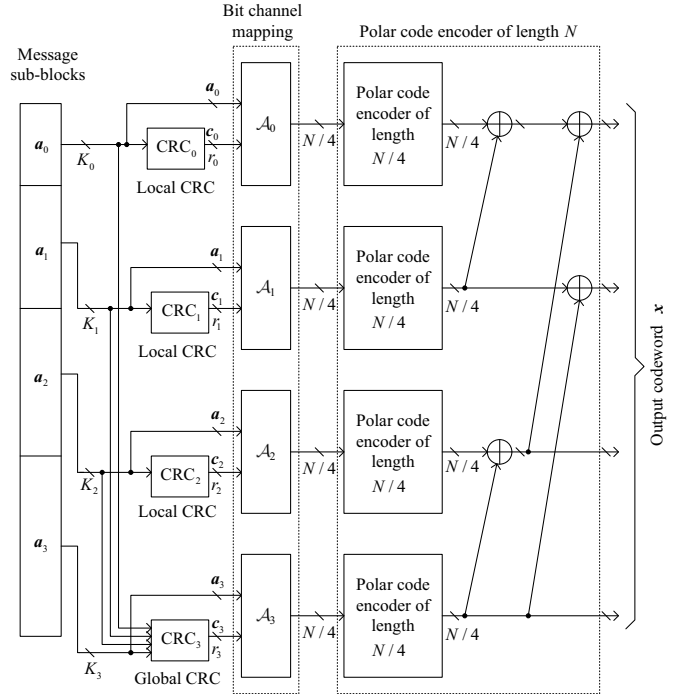 Bit channel
mapping
Polar code encoder of length N
Message
sub-blocks
a₀
K₀
a₀
CRC₀
c₀
r₀
Local CRC
𝒜₀
N / 4
Polar code
encoder of
length
N / 4
N / 4
a₁
K₁
a₁
CRC₁
c₁
r₁
Local CRC
𝒜₁
N / 4
Polar code
encoder of
length
N / 4
N / 4
a₂
K₂
a₂
CRC₂
c₂
r₂
Local CRC
𝒜₂
N / 4
Polar code
encoder of
length
N / 4
N / 4
a₃
K₃
a₃
CRC₃
c₃
r₃
Global CRC
𝒜₃
N / 4
Polar code
encoder of
length
N / 4
N / 4
Output codeword x